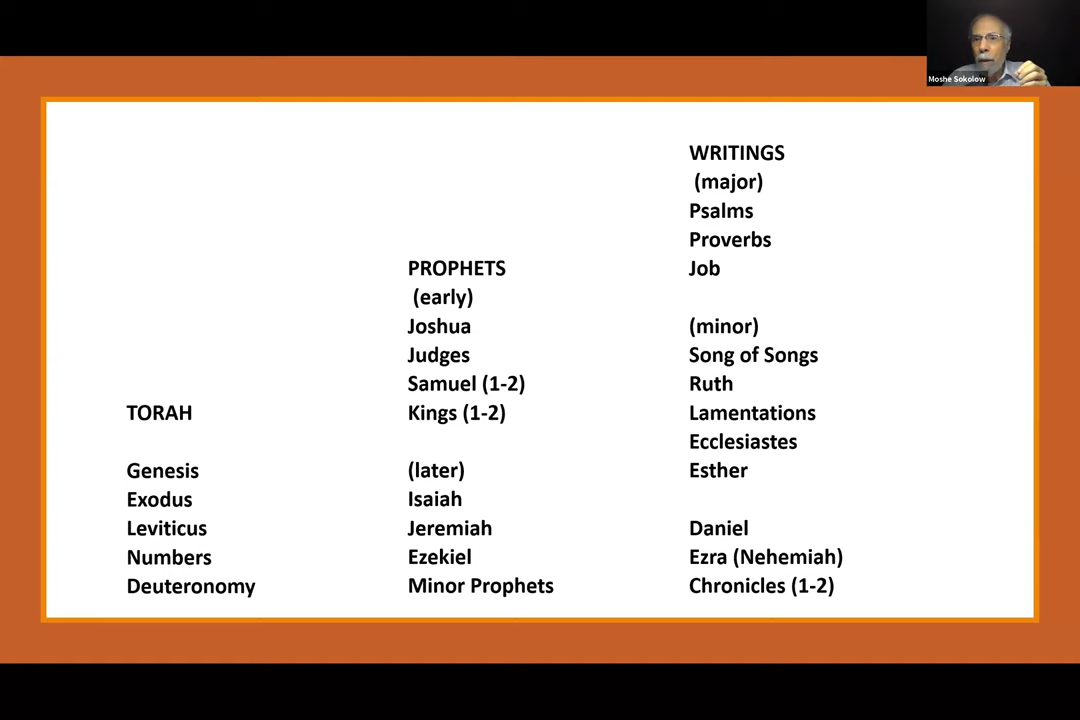 Moshe Sokolow
TORAH
Genesis
Exodus
Leviticus
Numbers
Deuteronomy
PROPHETS
(early)
Joshua
Judges
Samuel (1-2)
Kings (1-2)
(later)
Isaiah
Jeremiah
Ezekiel
Minor Prophets
WRITINGS
(major)
Psalms
Proverbs
Job
(minor)
Song of Songs
Ruth
Lamentations
Ecclesiastes
Esther
Daniel
Ezra (Nehemiah)
Chronicles (1-2)